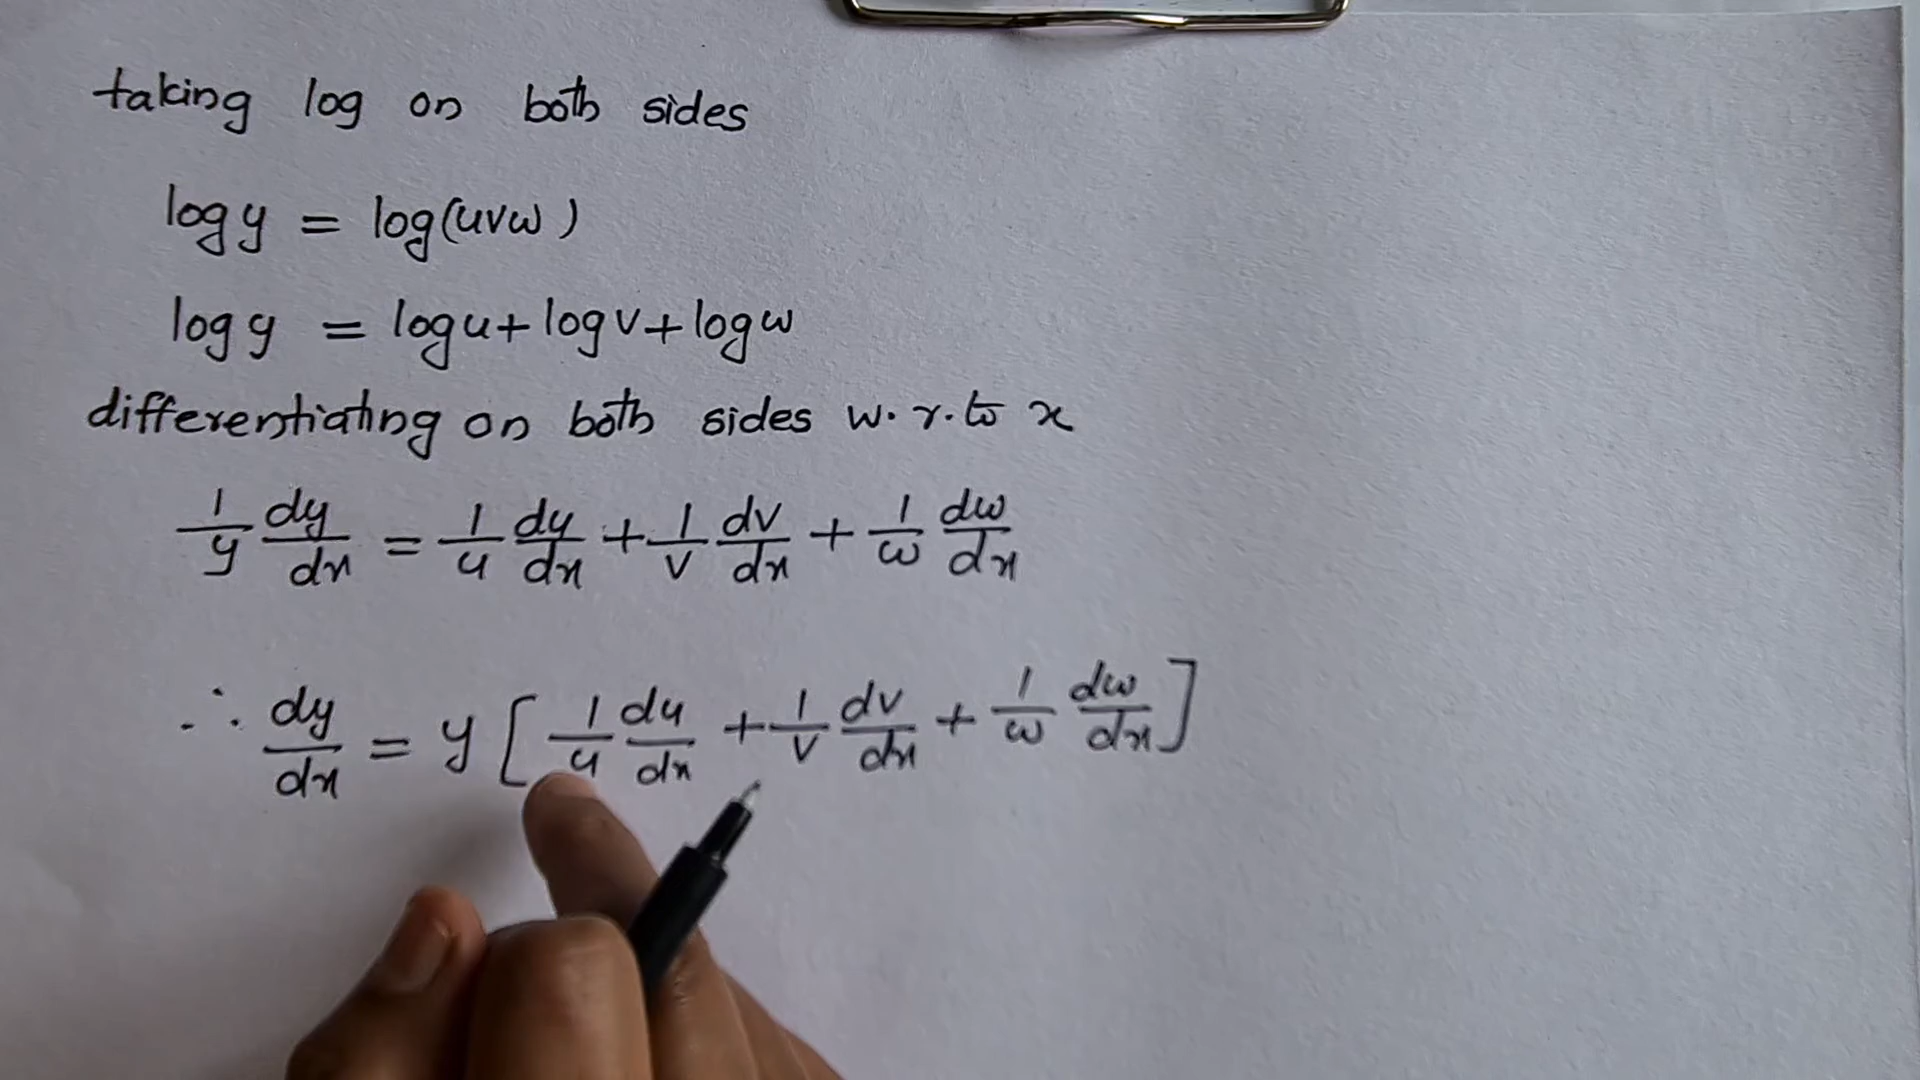 taking log on both sides
log y = log(uvw)
log y = log u + log v + log w
differentiating on both sides w.r.to x
1/y dy/dx = 1/u dy/dx + 1/v dv/dx + 1/w dw/dx
∴ dy/dx = y [ 1/u du/dx + 1/v dv/dx + 1/w dw/dx ]